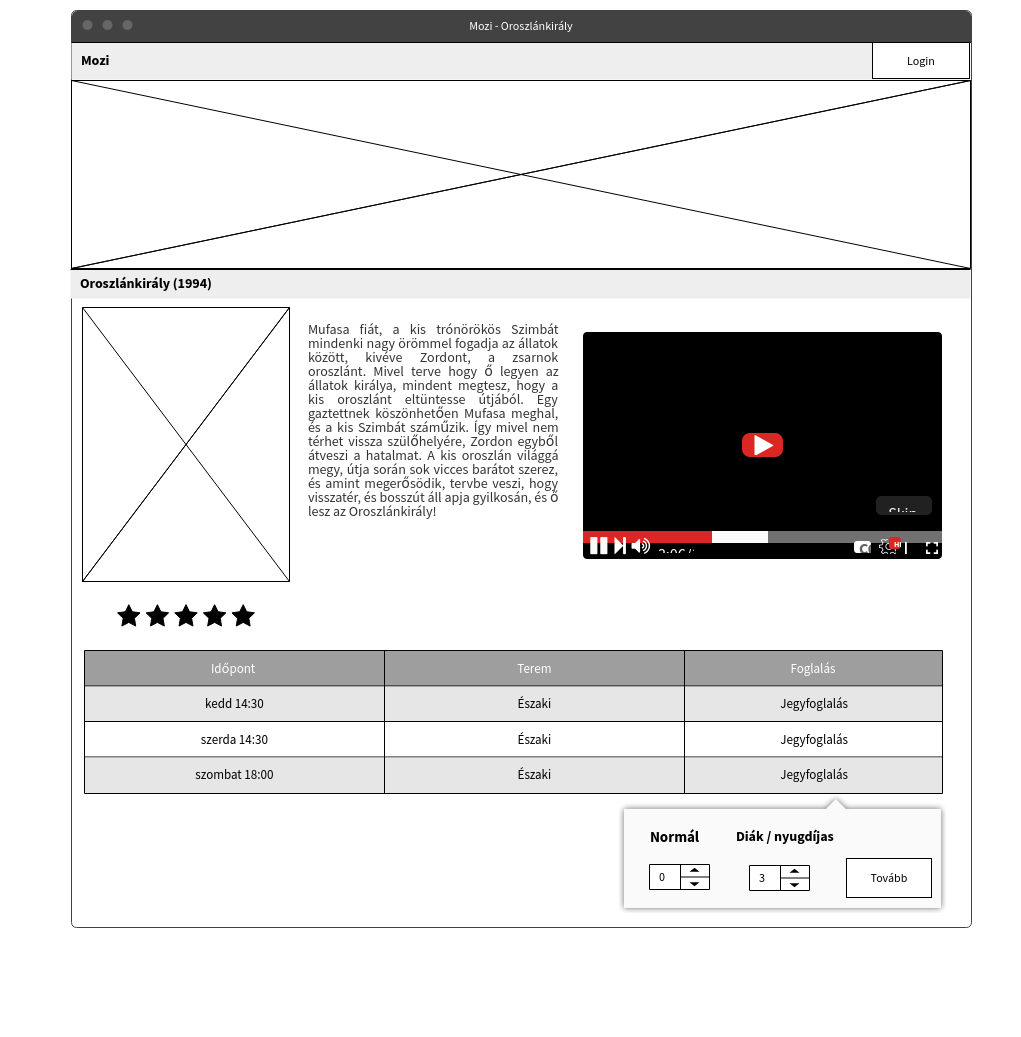 Mozi - Oroszlánkirály
Mozi
Login
Oroszlánkirály (1994)
Mufasa fiát, a kis trónörökös Szimbát
mindenki nagy örömmel fogadja az állatok
között, kivéve Zordont, a zsarnok
oroszlánt. Mivel terve hogy ő legyen az
állatok királya, mindent megtesz, hogy a
kis oroszlánt eltüntesse útjából. Egy
gaztettnek köszönhetően Mufasa meghal,
és a kis Szimbát száműzik. Így mivel nem
térhet vissza szülőhelyére, Zordon egyből
átveszi a hatalmat. A kis oroszlán világgá
megy, útja során sok vicces barátot szerez,
és amint megerősödik, tervbe veszi, hogy
visszatér, és bosszút áll apja gyilkosán, és ő
lesz az Oroszlánkirály!
Skip
Időpont Terem Foglalás
kedd 14:30 Északi Jegyfoglalás
szerda 14:30 Északi Jegyfoglalás
szombat 18:00 Északi Jegyfoglalás
Normál Diák / nyugdíjas
0 3 Tovább